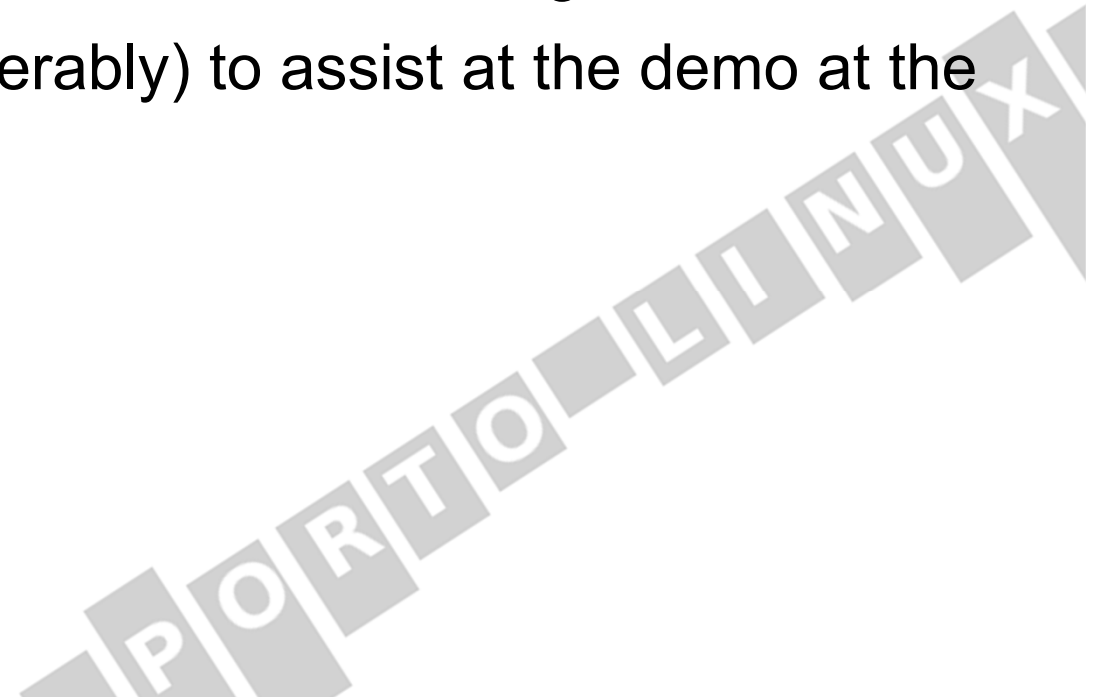 erably) to assist at the demo at the
PORTO LINUX